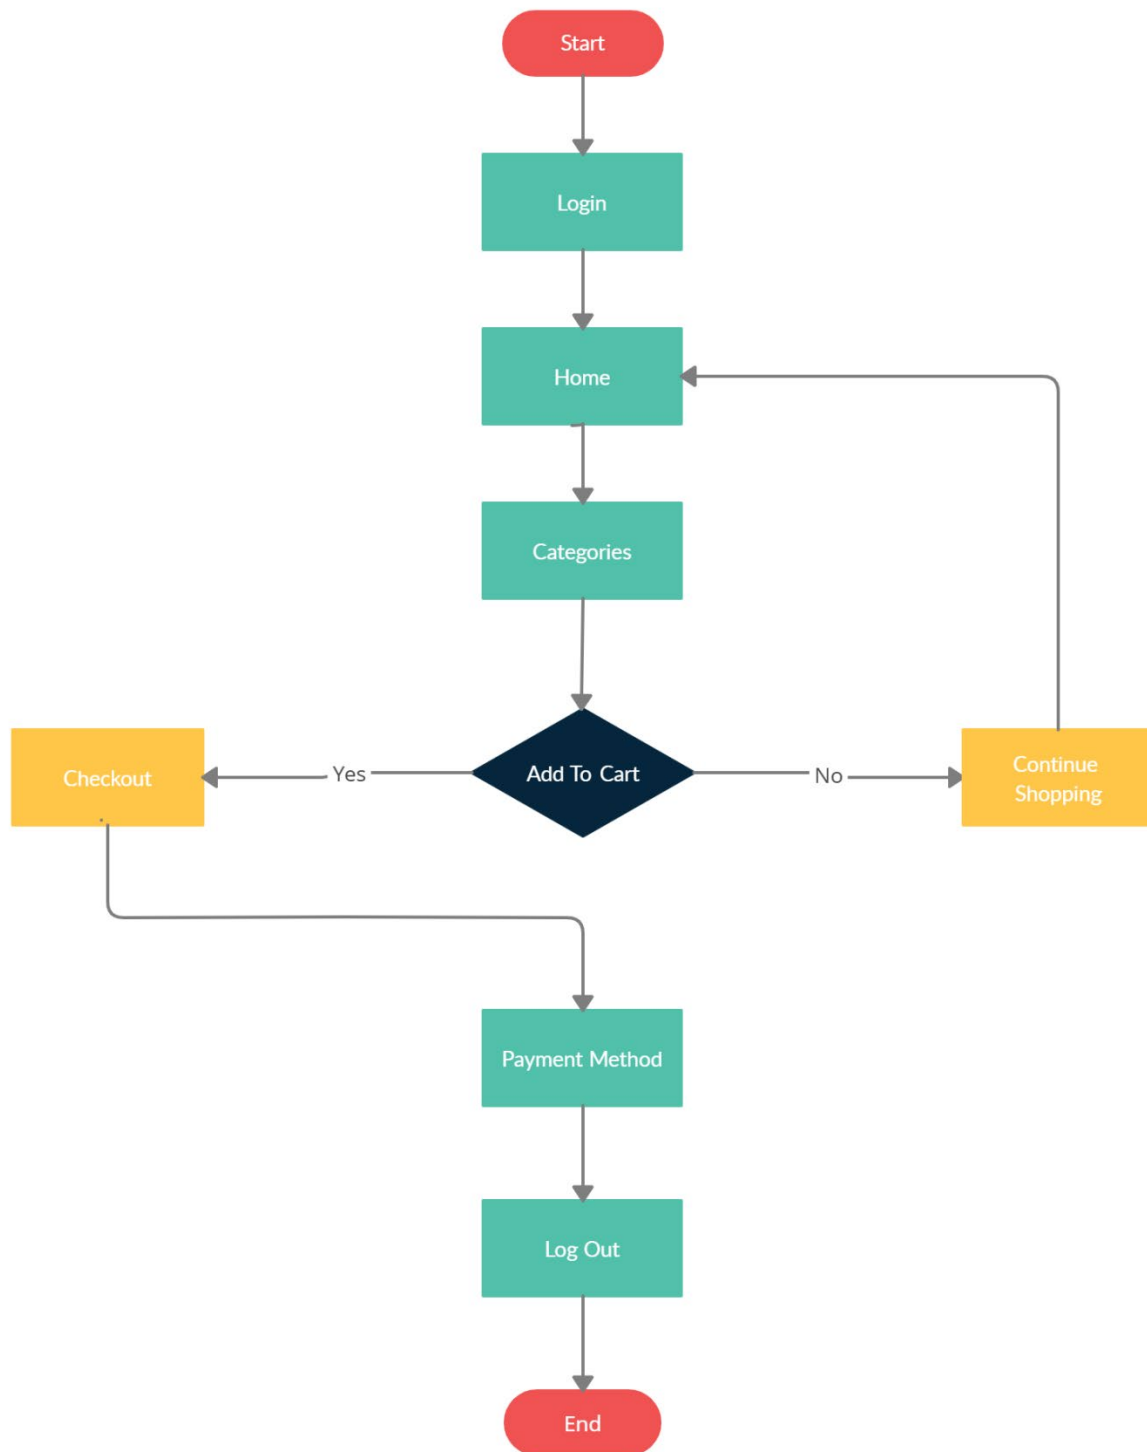 Start
Login
Home
Categories
Add To Cart
Yes
No
Checkout
Continue
Shopping
Payment Method
Log Out
End